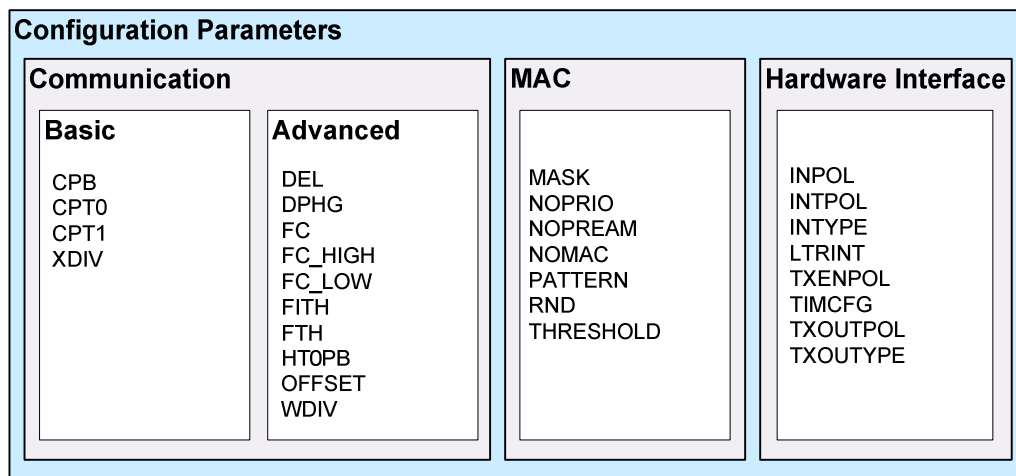 Configuration Parameters
Communication
Basic
CPB
CPT0
CPT1
XDIV
Advanced
DEL
DPHG
FC
FC_HIGH
FC_LOW
FITH
FTH
HT0PB
OFFSET
WDIV
MAC
MASK
NOPRIO
NOPREAM
NOMAC
PATTERN
RND
THRESHOLD
Hardware Interface
INPOL
INTPOL
INTYPE
LTRINT
TXENPOL
TIMCFG
TXOUTPOL
TXOUTYPE